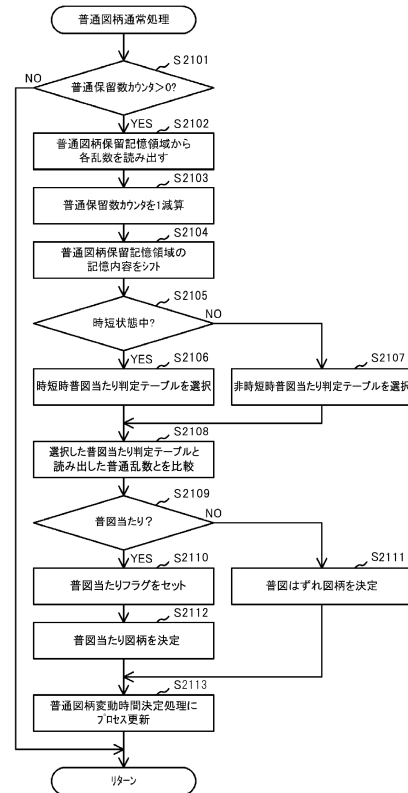 普通図柄通常処理
S2101
NO
普通保留数カウンタ>0?
YES
S2102
普通図柄保留記憶領域から
各乱数を読み出す
S2103
普通保留数カウンタを1減算
S2104
普通図柄保留記憶領域の
記憶内容をシフト
S2105
時短状態中?
NO
YES
S2106
時短時普図当たり判定テーブルを選択
S2107
非時短時普図当たり判定テーブルを選択
S2108
選択した普図当たり判定テーブルと
読み出した普通乱数とを比較
S2109
普図当たり?
NO
YES
S2110
普図当たりフラグをセット
S2111
普図はずれ図柄を決定
S2112
普図当たり図柄を決定
S2113
普通図柄変動時間決定処理に
プロセス更新
リターン